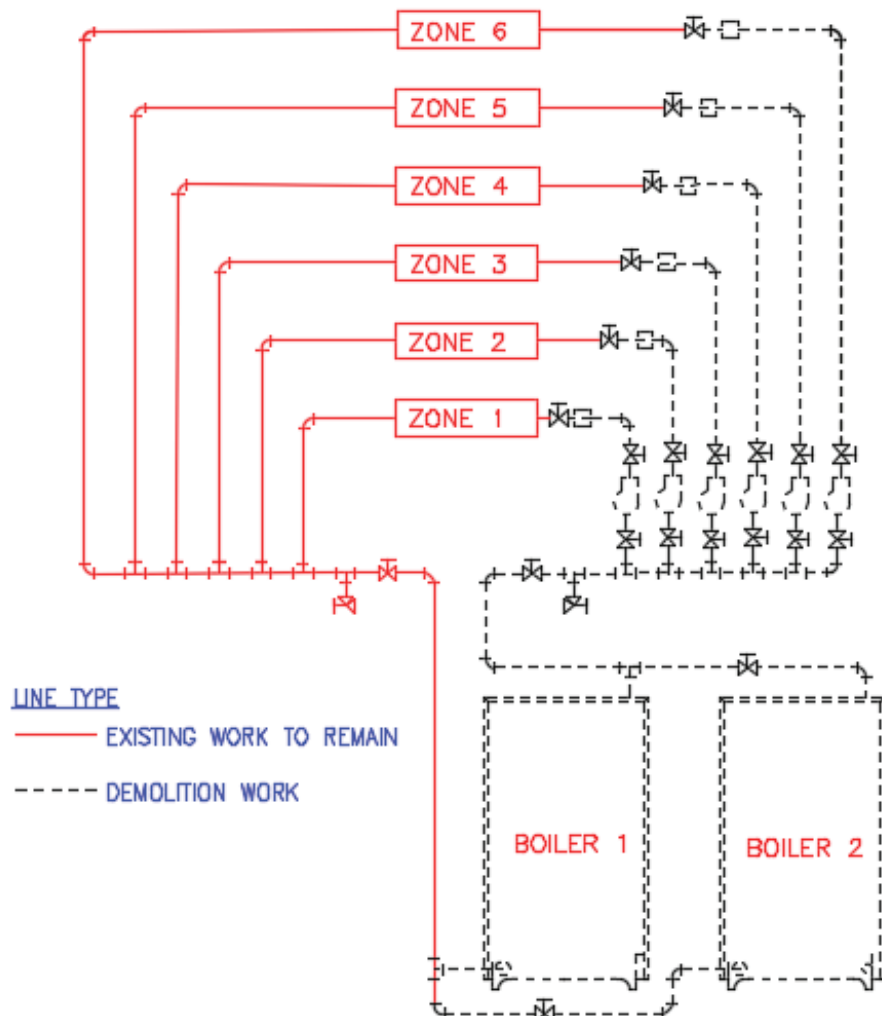 ZONE 6
ZONE 5
ZONE 4
ZONE 3
ZONE 2
ZONE 1
LINE TYPE
EXISTING WORK TO REMAIN
DEMOLITION WORK
BOILER 1
BOILER 2